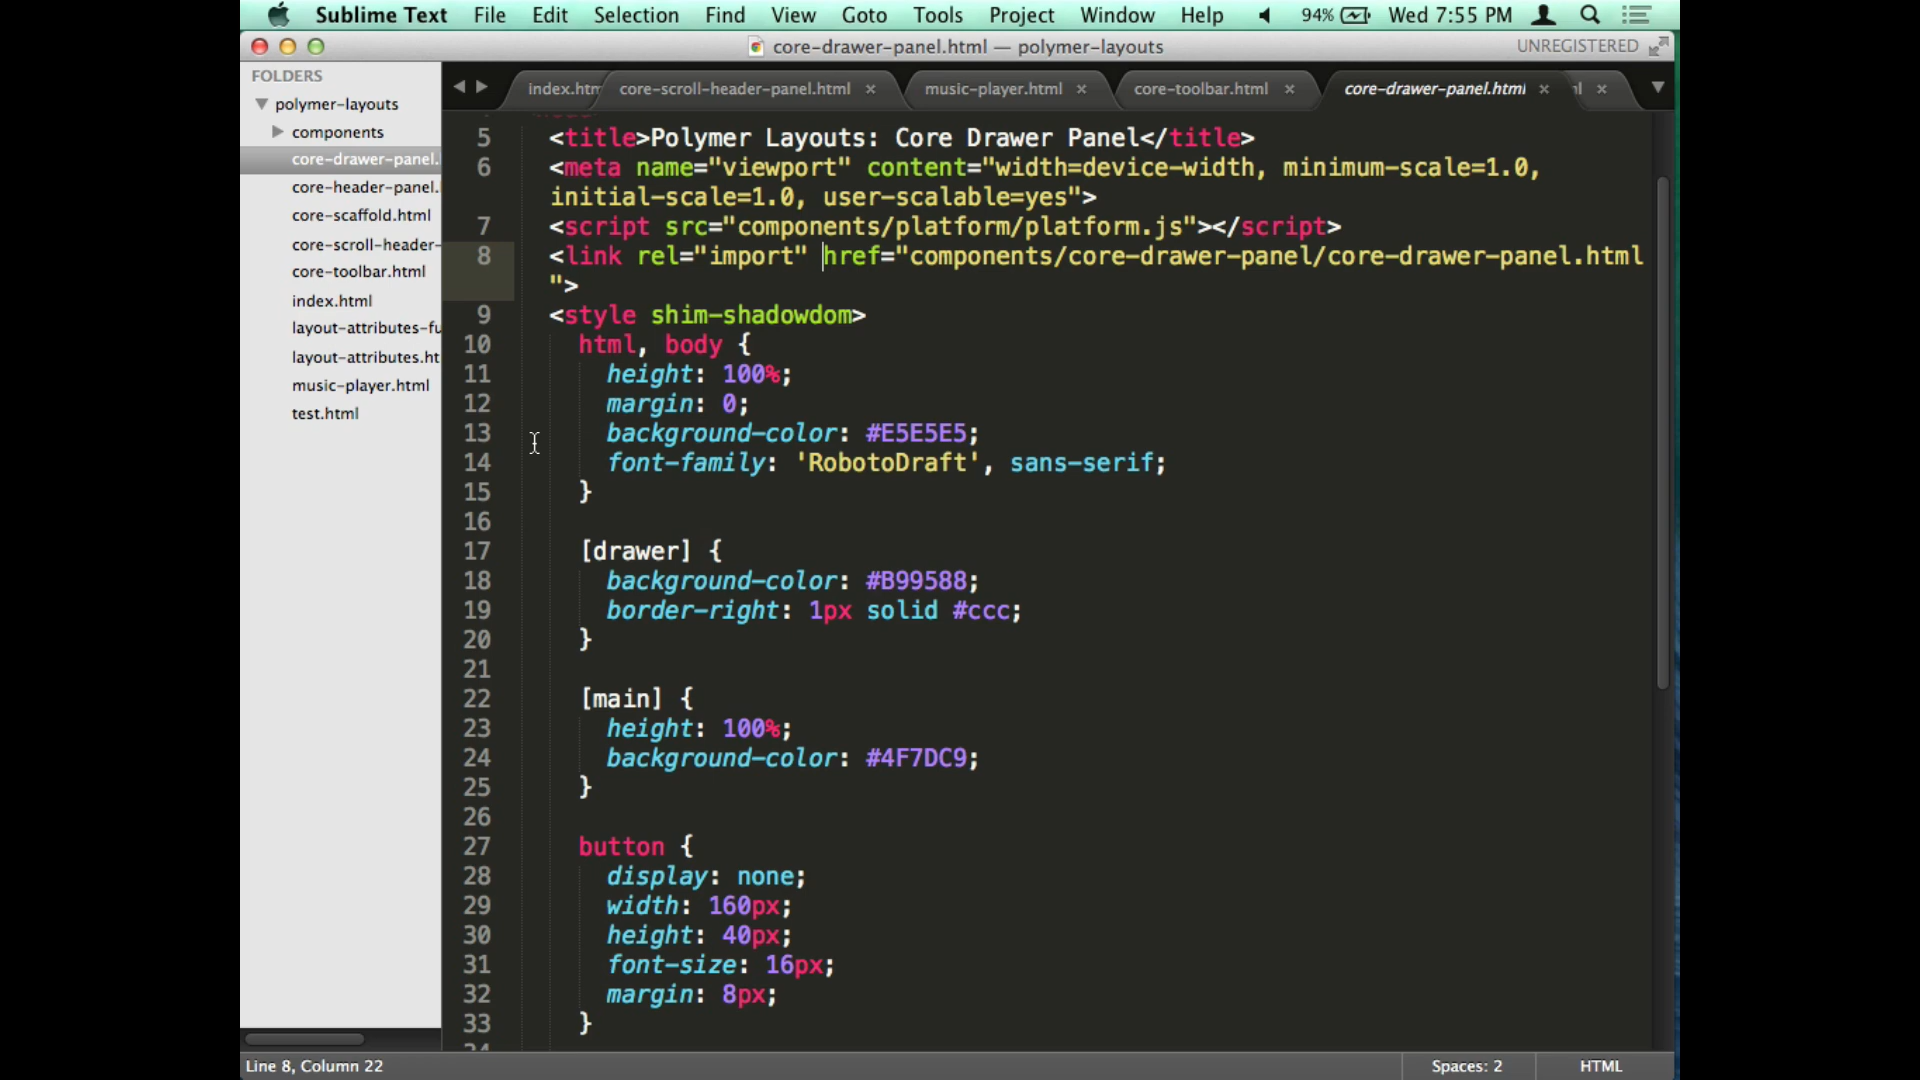 Sublime Text File Edit Selection Find View Goto Tools Project Window Help 94% Wed 7:55 PM
core-drawer-panel.html — polymer-layouts UNREGISTERED
FOLDERS
polymer-layouts
components
core-drawer-panel.
core-header-panel.
core-scaffold.html
core-scroll-header-
core-toolbar.html
index.html
layout-attributes-fu
layout-attributes.ht
music-player.html
test.html
index.htm core-scroll-header-panel.html × music-player.html × core-toolbar.html × core-drawer-panel.html × ×
5 <title>Polymer Layouts: Core Drawer Panel</title>
6 <meta name="viewport" content="width=device-width, minimum-scale=1.0,
initial-scale=1.0, user-scalable=yes">
7 <script src="components/platform/platform.js"></script>
8 <link rel="import" href="components/core-drawer-panel/core-drawer-panel.html
">
9 <style shim-shadowdom>
10 html, body {
11 height: 100%;
12 margin: 0;
13 background-color: #E5E5E5;
14 font-family: 'RobotoDraft', sans-serif;
15 }
16
17 [drawer] {
18 background-color: #B99588;
19 border-right: 1px solid #ccc;
20 }
21
22 [main] {
23 height: 100%;
24 background-color: #4F7DC9;
25 }
26
27 button {
28 display: none;
29 width: 160px;
30 height: 40px;
31 font-size: 16px;
32 margin: 8px;
33 }
Line 8, Column 22 Spaces: 2 HTML